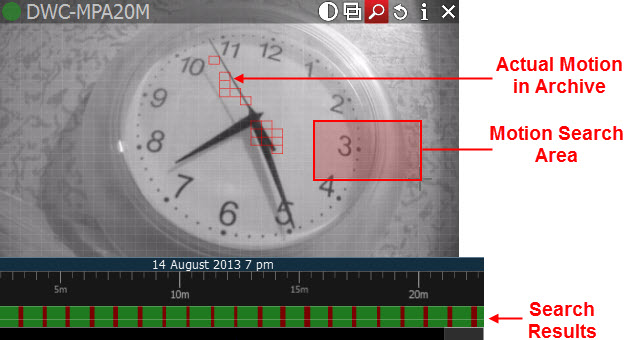 DWC-MPA20M
Actual Motion
in Archive
Motion Search
Area
11
12
10
1
9
2
8
3
7
4
6
5
14 August 2013 7 pm
5m
10m
15m
20m
Search
Results